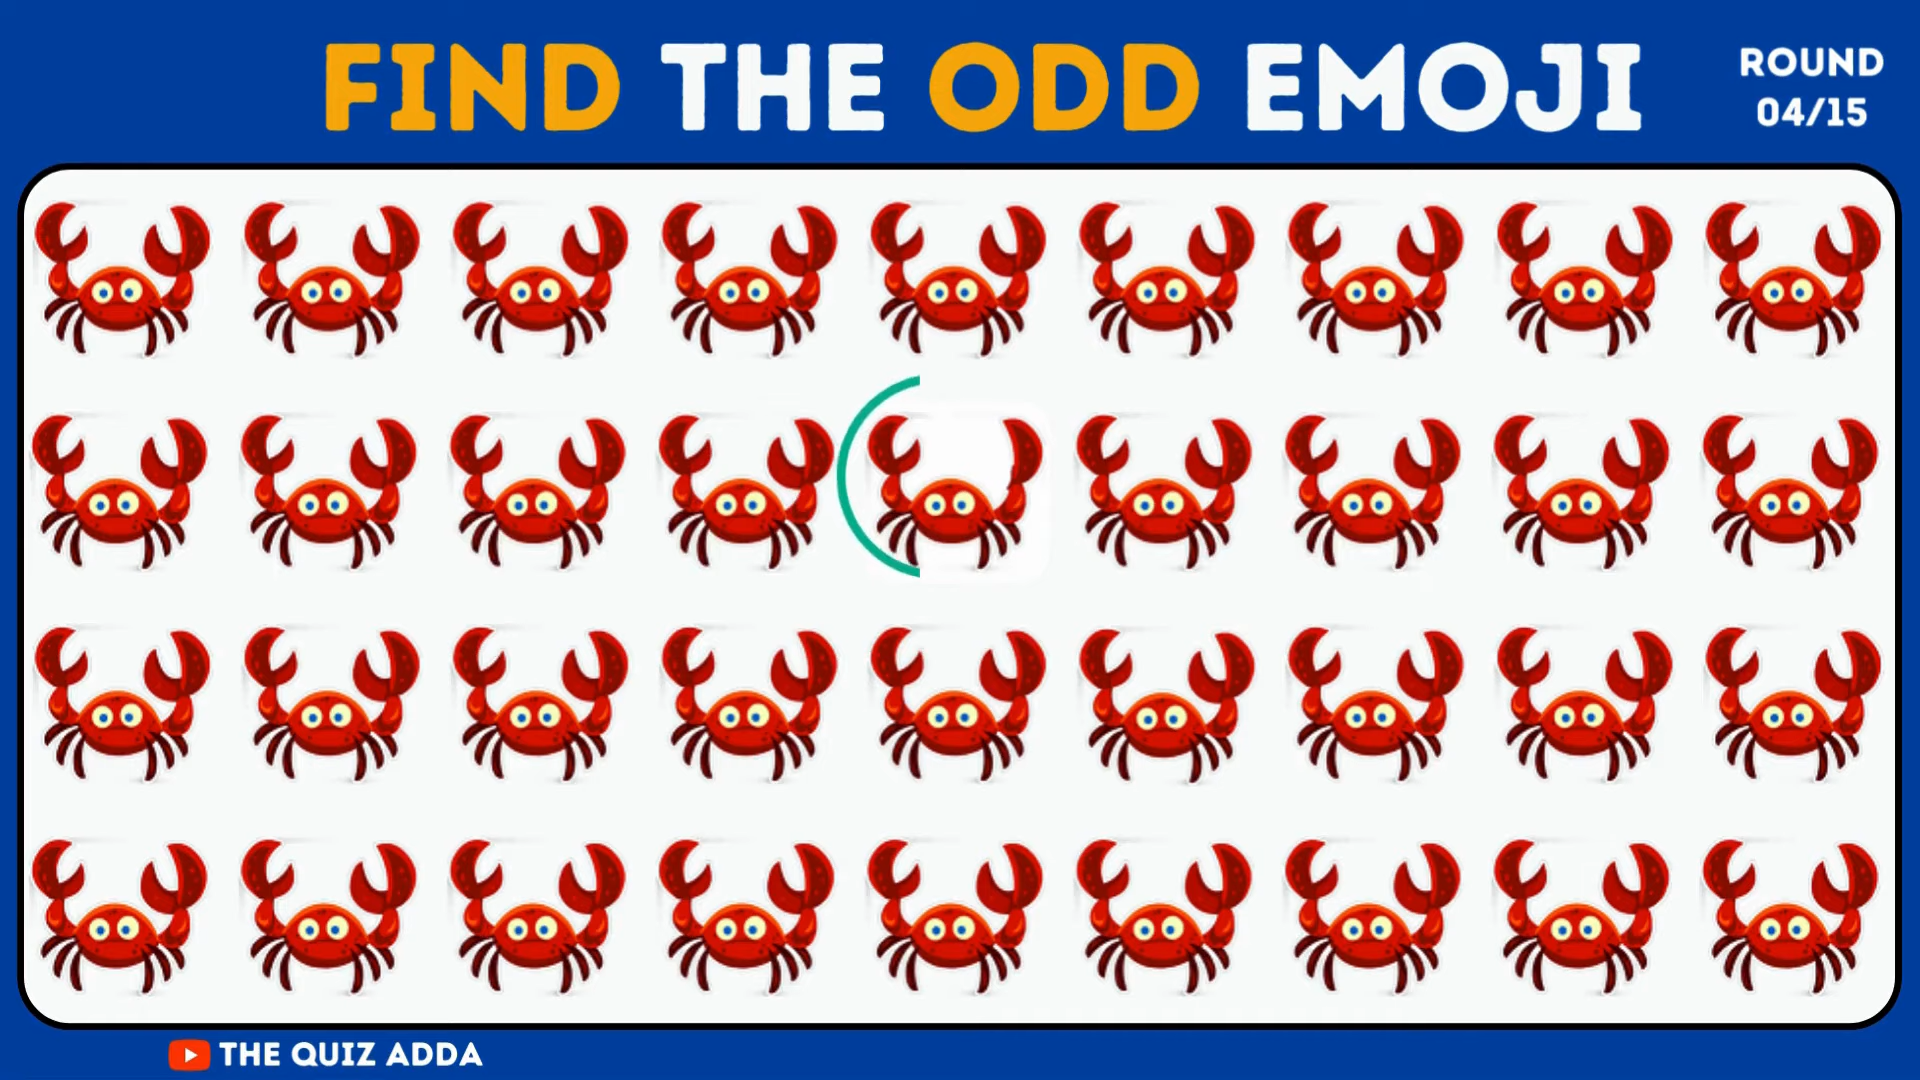 FIND THE ODD EMOJI
ROUND
04/15
THE QUIZ ADDA